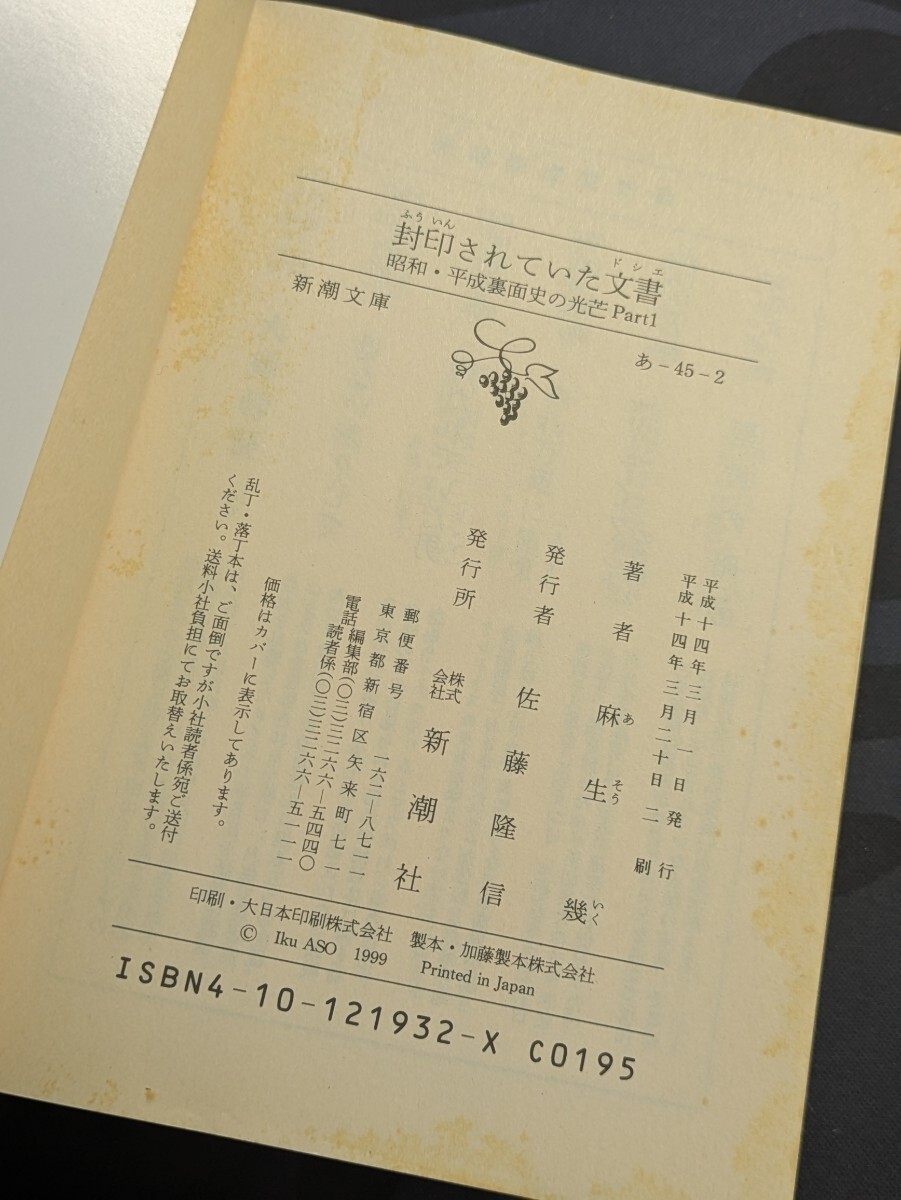 封印されていた文書
ふういん
ドシエ
昭和・平成裏面史の光芒 Part1
新潮文庫
あ-45-2
平成十四年三月一日発行
平成十四年三月二十日二刷
著者 麻生幾
あそう いく
発行者 佐藤隆信
発行所 株式会社 新潮社
郵便番号 一六二―八七一一
東京都新宿区矢来町七一
電話 編集部(〇三)三二六六―五四四〇
読者係(〇三)三二六六―五一一一
価格はカバーに表示してあります。
乱丁・落丁本は、ご面倒ですが小社読者係宛ご送付
ください。送料小社負担にてお取替えいたします。
印刷・大日本印刷株式会社 製本・加藤製本株式会社
© Iku ASO 1999 Printed in Japan
ISBN4-10-121932-X C0195